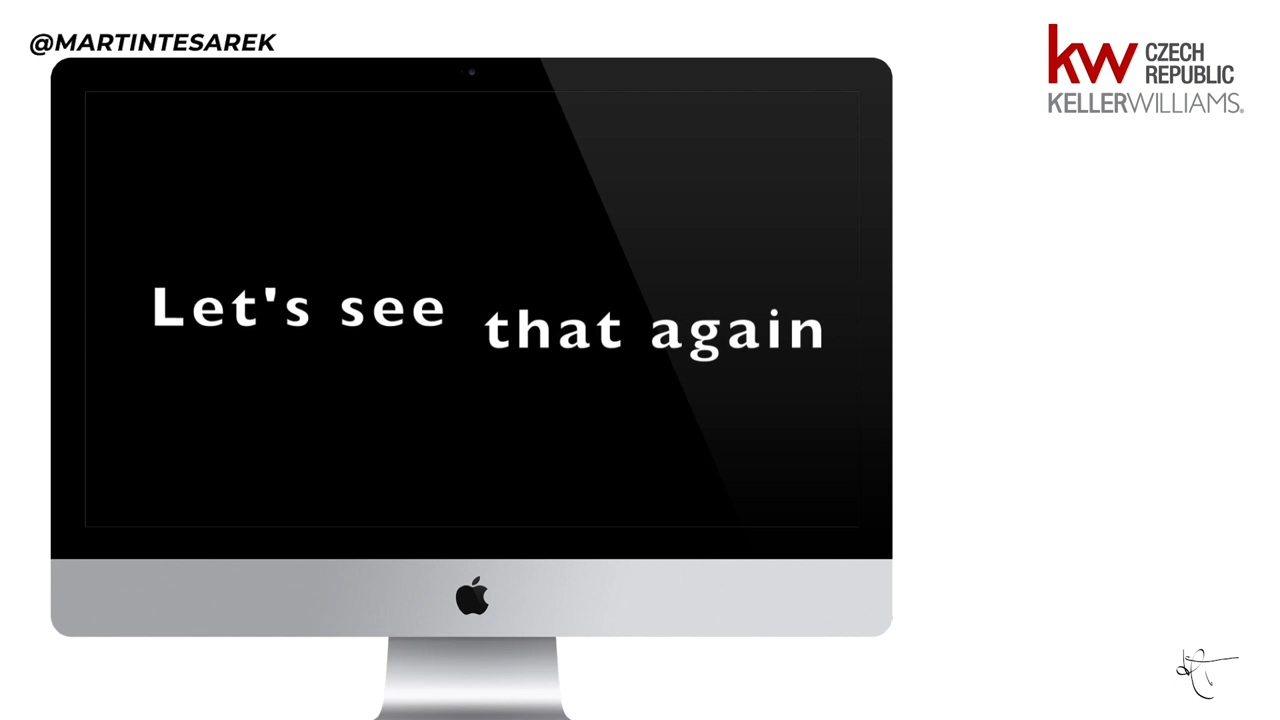 @MARTINTESAREK
kw CZECH
REPUBLIC
KELLERWILLIAMS®
Let's see that again